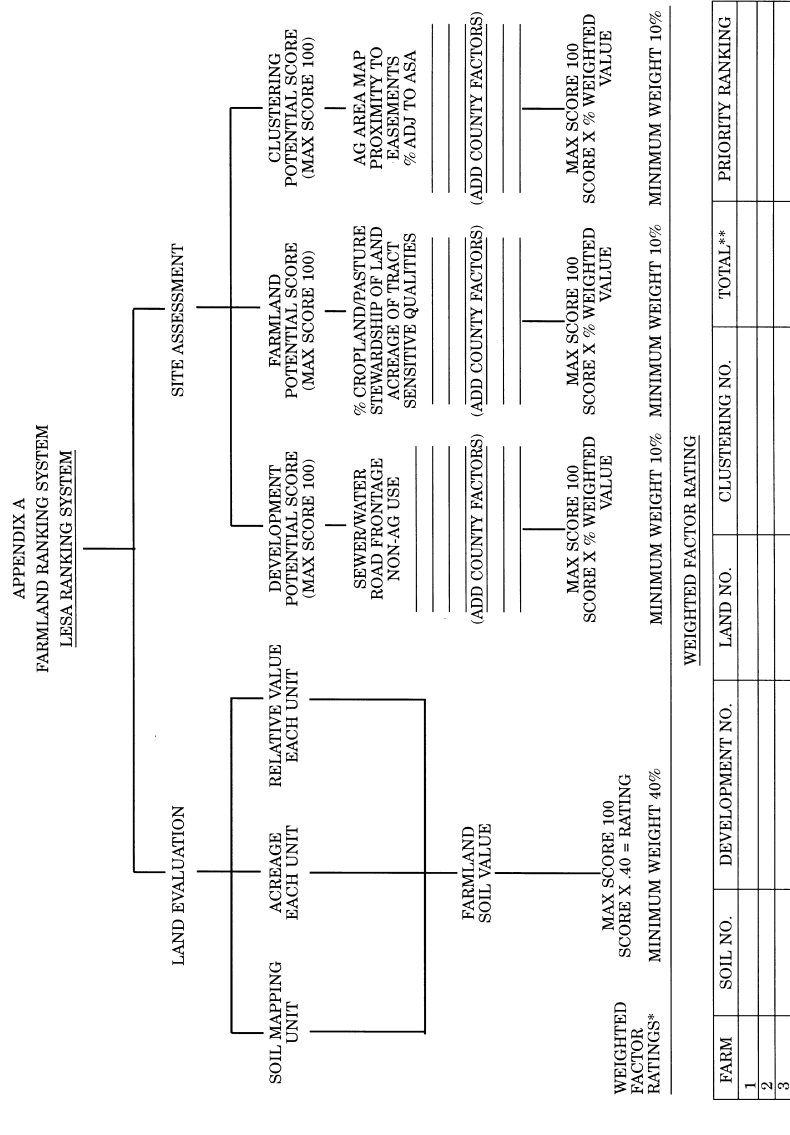 APPENDIX A
FARMLAND RANKING SYSTEM
LESA RANKING SYSTEM
LAND EVALUATION
SITE ASSESSMENT
SOIL MAPPING
UNIT
ACREAGE
EACH UNIT
RELATIVE VALUE
EACH UNIT
DEVELOPMENT
POTENTIAL SCORE
(MAX SCORE 100)
FARMLAND
POTENTIAL SCORE
(MAX SCORE 100)
CLUSTERING
POTENTIAL SCORE
(MAX SCORE 100)
SEWER/WATER
ROAD FRONTAGE
NON-AG USE
% CROPLAND/PASTURE
STEWARDSHIP OF LAND
ACREAGE OF TRACT
SENSITIVE QUALITIES
AG AREA MAP
PROXIMITY TO
EASEMENTS
% ADJ TO ASA
FARMLAND
SOIL VALUE
(ADD COUNTY FACTORS)
(ADD COUNTY FACTORS)
(ADD COUNTY FACTORS)
WEIGHTED
FACTOR
RATINGS*
MAX SCORE 100
SCORE X .40 = RATING
MINIMUM WEIGHT 40%
MAX SCORE 100
SCORE X % WEIGHTED
VALUE
MINIMUM WEIGHT 10%
MAX SCORE 100
SCORE X % WEIGHTED
VALUE
MINIMUM WEIGHT 10%
MAX SCORE 100
SCORE X % WEIGHTED
VALUE
MINIMUM WEIGHT 10%
WEIGHTED FACTOR RATING
FARM SOIL NO. DEVELOPMENT NO. LAND NO. CLUSTERING NO. TOTAL** PRIORITY RANKING
1
2
3